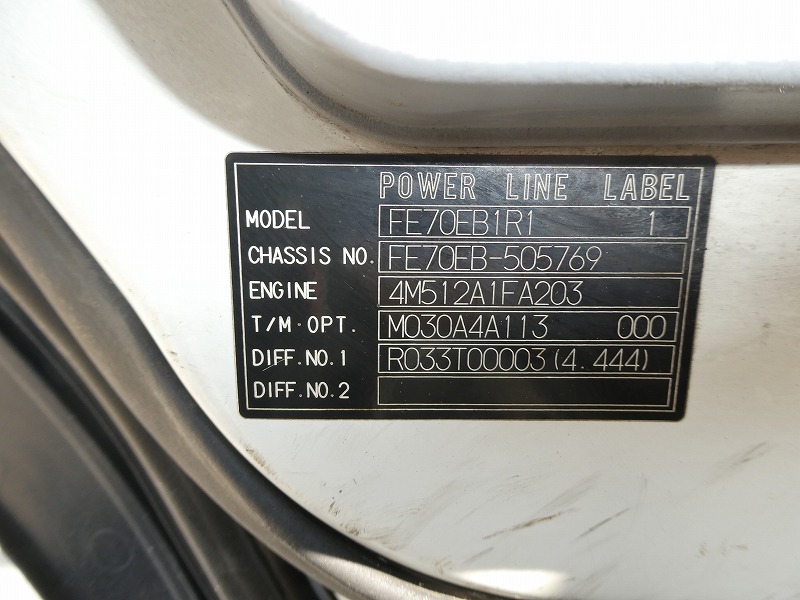 POWER LINE LABEL
MODEL FE70EB1R1 1
CHASSIS NO. FE70EB-505769
ENGINE 4M512A1FA203
T/M・OPT. M030A4A113 000
DIFF.NO.1 R033T00003(4.444)
DIFF.NO.2